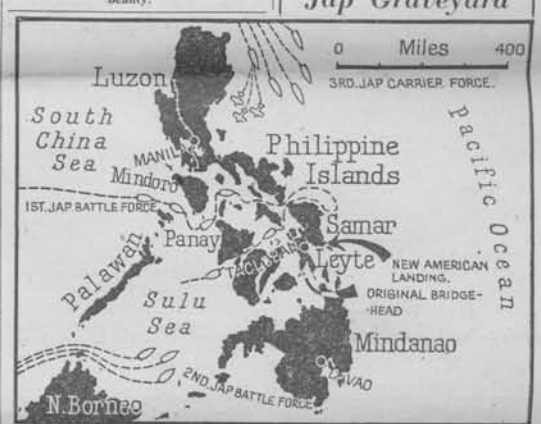 beauty.
Jap Graveyard
0 Miles 400
3RD. JAP CARRIER FORCE.
Luzon
South
China
Sea
MANILA
Mindoro
Philippine
Islands
Pacific Ocean
1ST. JAP BATTLE FORCE
Samar
Panay
TACLOBAN
Leyte
NEW AMERICAN
LANDING.
ORIGINAL BRIDGE-
HEAD
Palawan
Sulu
Sea
Mindanao
DAVAO
2ND. JAP BATTLE FORCE
N. Borneo